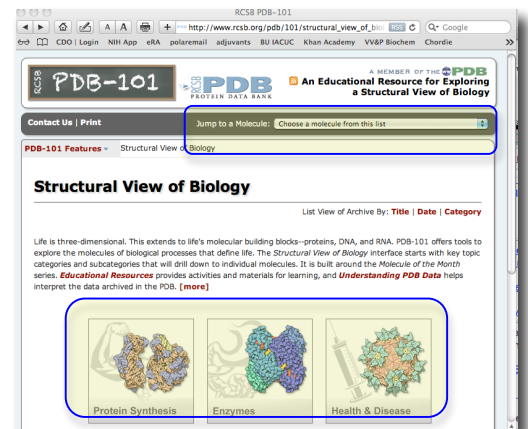 RCSB PDB-101
A A http://www.rcsb.org/pdb/101/structural_view_of_biol RSS Q▾ Google
CDO | Login NIH App eRA polaremail adjuvants BU IACUC Khan Academy VV&P Biochem Chordie »
RCSB PDB-101
RCSB PDB
PROTEIN DATA BANK
A MEMBER OF THE PDB
An Educational Resource for Exploring
a Structural View of Biology
Contact Us | Print Jump to a Molecule: Choose a molecule from this list
PDB-101 Features Structural View of Biology
Structural View of Biology
List View of Archive By: Title | Date | Category
Life is three-dimensional. This extends to life's molecular building blocks--proteins, DNA, and RNA. PDB-101 offers tools to
explore the molecules of biological processes that define life. The Structural View of Biology interface starts with key topic
categories and subcategories that will drill down to individual molecules. It is built around the Molecule of the Month
series. Educational Resources provides activities and materials for learning, and Understanding PDB Data helps
interpret the data archived in the PDB. [more]
Protein Synthesis Enzymes Health & Disease